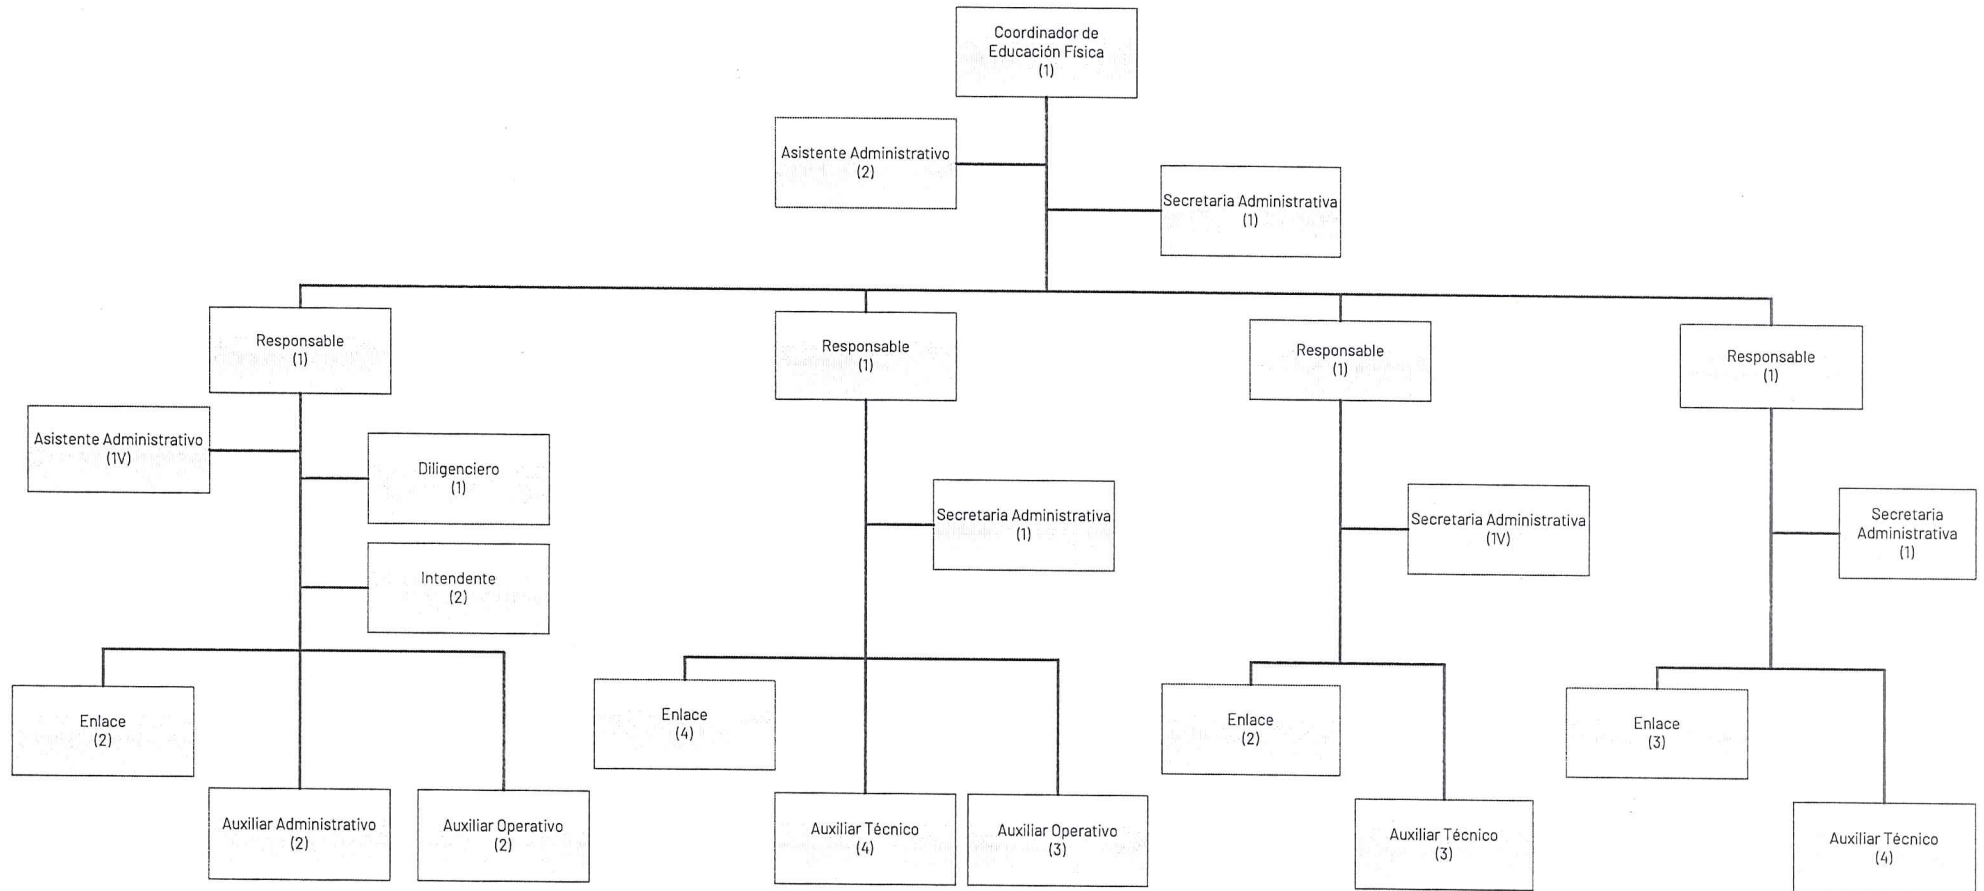 Coordinador de
Educación Física
(1)
Asistente Administrativo
(2)
Secretaria Administrativa
(1)
Responsable
(1)
Responsable
(1)
Responsable
(1)
Responsable
(1)
Asistente Administrativo
(1V)
Diligenciero
(1)
Secretaria Administrativa
(1)
Secretaria Administrativa
(1V)
Secretaria
Administrativa
(1)
Intendente
(2)
Enlace
(2)
Enlace
(4)
Enlace
(2)
Enlace
(3)
Auxiliar Administrativo
(2)
Auxiliar Operativo
(2)
Auxiliar Técnico
(4)
Auxiliar Operativo
(3)
Auxiliar Técnico
(3)
Auxiliar Técnico
(4)